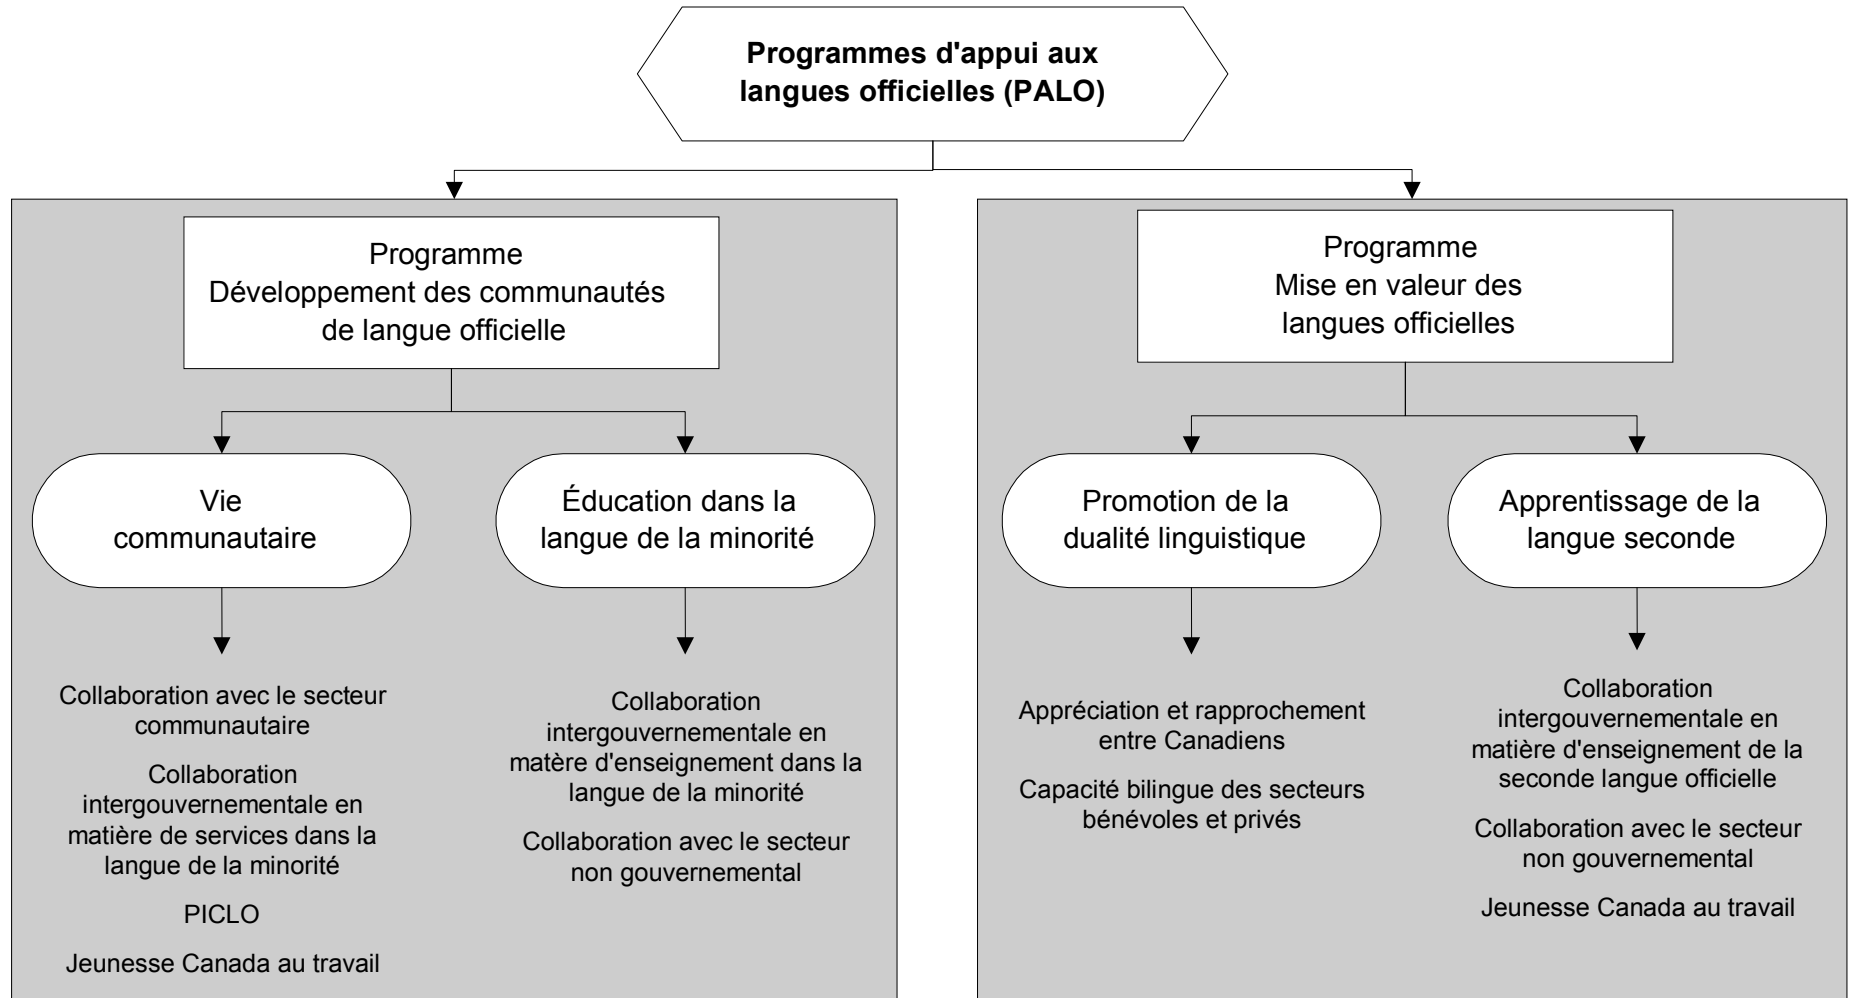 Programmes d'appui aux
langues officielles (PALO)
Programme
Développement des communautés
de langue officielle
Vie
communautaire
Collaboration avec le secteur
communautaire
Collaboration
intergouvernementale en
matière de services dans la
langue de la minorité
PICLO
Jeunesse Canada au travail
Éducation dans la
langue de la minorité
Collaboration
intergouvernementale en
matère d'enseignement dans la
langue de la minorité
Collaboration avec le secteur
non gouvernemental
Programme
Mise en valeur des
langues officielles
Promotion de la
dualité linguistique
Appréciation et rapprochement
entre Canadiens
Capacité bilingue des secteurs
bénévoles et privés
Apprentissage de la
langue seconde
Collaboration
intergouvernementale en
matière d'enseignement de la
seconde langue officielle
Collaboration avec le secteur
non gouvernemental
Jeunesse Canada au travail